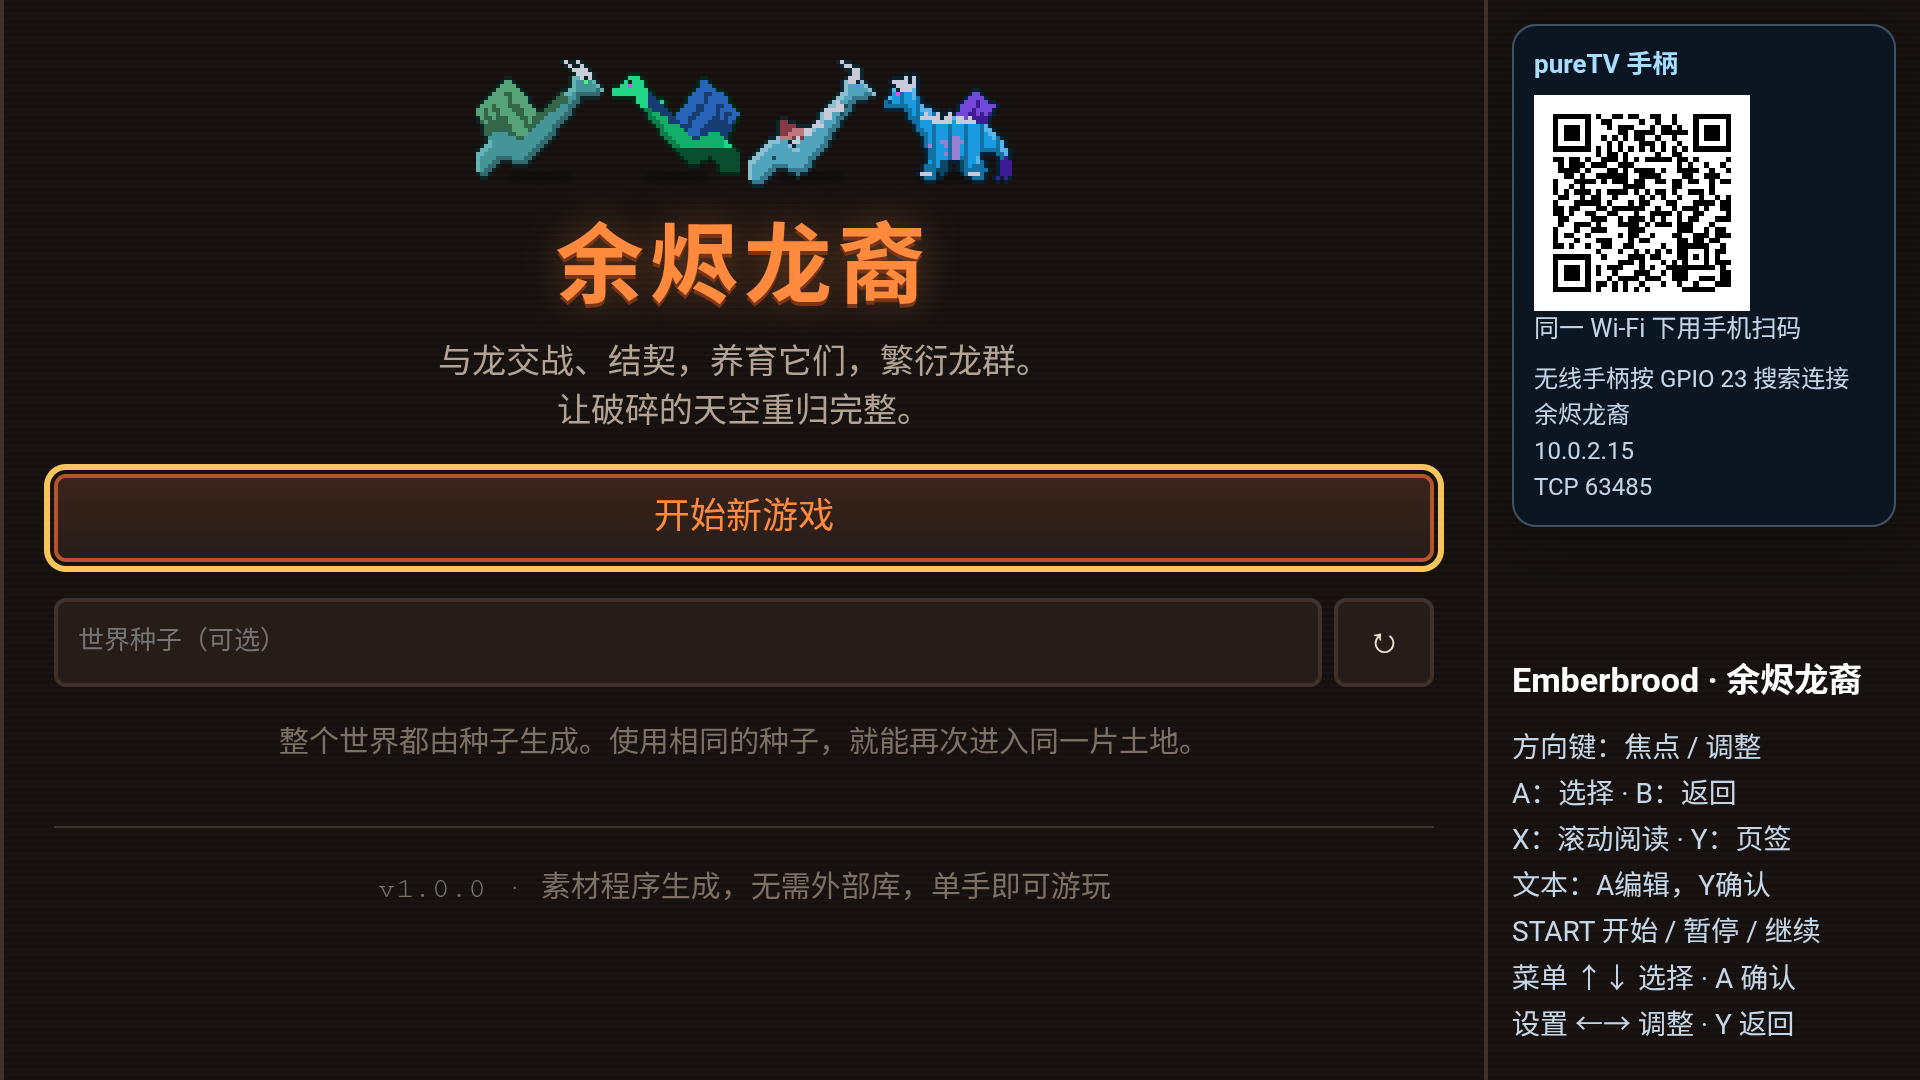 余烬龙裔
与龙交战、结契，养育它们，繁衍龙群。
让破碎的天空重归完整。
开始新游戏
世界种子（可选）
↻
整个世界都由种子生成。使用相同的种子，就能再次进入同一片土地。
v1.0.0 · 素材程序生成，无需外部库，单手即可游玩
pureTV 手柄
同一 Wi-Fi 下用手机扫码
无线手柄按 GPIO 23 搜索连接
余烬龙裔
10.0.2.15
TCP 63485
Emberbrood · 余烬龙裔
方向键：焦点 / 调整
A：选择 · B：返回
X：滚动阅读 · Y：页签
文本：A编辑，Y确认
START 开始 / 暂停 / 继续
菜单 ↑↓ 选择 · A 确认
设置 ←→ 调整 · Y 返回